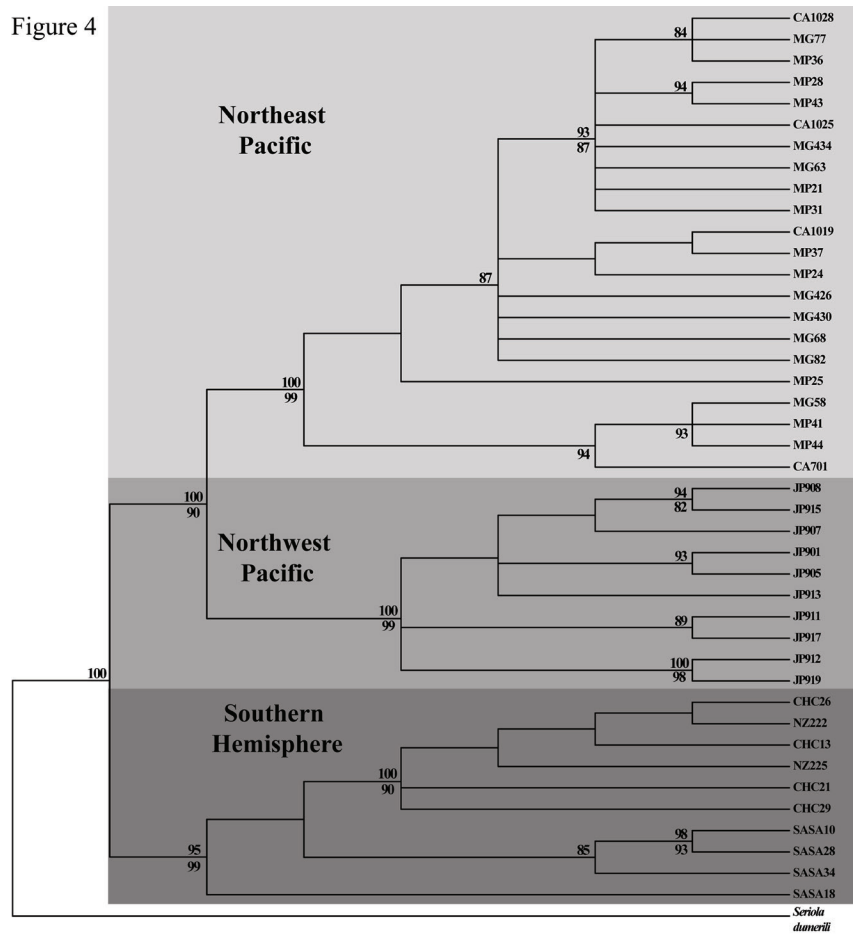 Figure 4
CA1028
84
MG77
MP36
MP28
94
MP43
Northeast
Pacific
CA1025
93
87
MG434
MG63
MP21
MP31
CA1019
MP37
MP24
87
MG426
MG430
MG68
MG82
MP25
100
99
MG58
MP41
93
MP44
94
CA701
JP908
94
82
JP915
100
90
JP907
Northwest
Pacific
JP901
93
JP905
JP913
100
99
JP911
89
JP917
JP912
100
98
JP919
100
CHC26
Southern
Hemisphere
NZ222
CHC13
NZ225
100
90
CHC21
CHC29
SASA10
98
93
SASA28
95
99
85
SASA34
SASA18
Seriola
dumerili